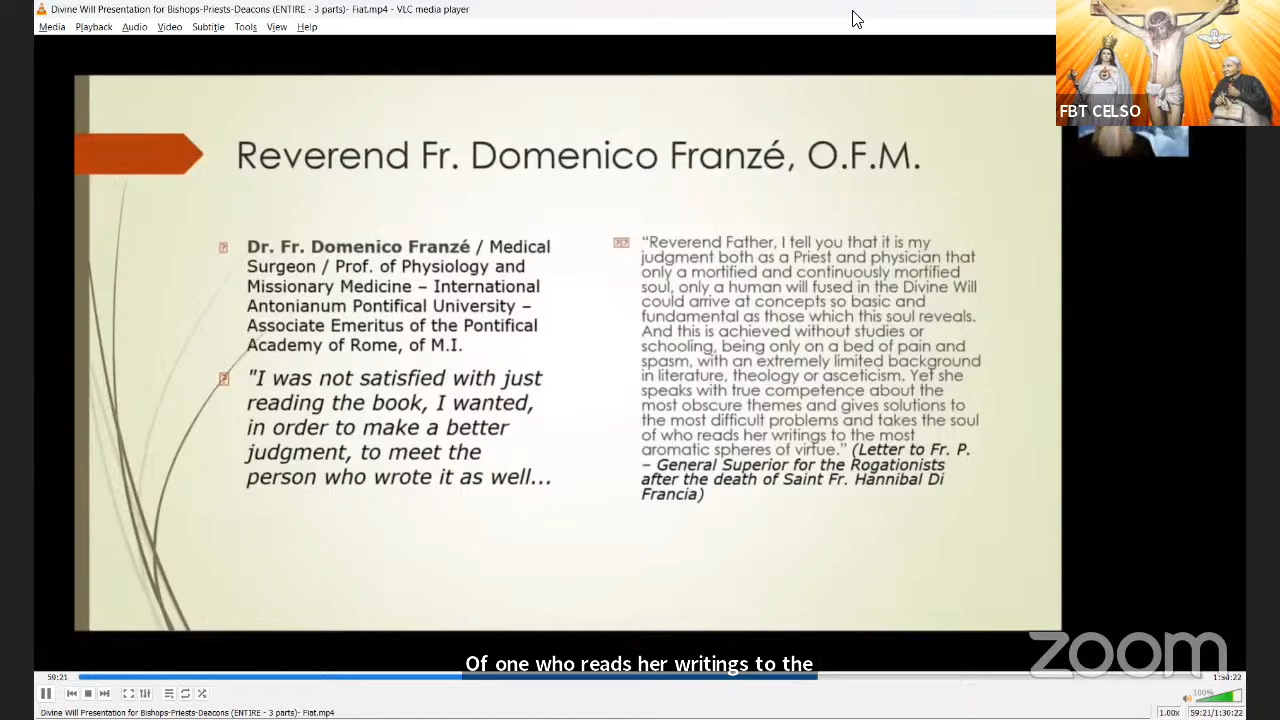 Divine Will Presentation for Bishops-Priests-Deacons (ENTIRE - 3 parts)- Fiat.mp4 - VLC media player
Media Playback Audio Video Subtitle Tools View Help
FBT CELSO
Reverend Fr. Domenico Franzé, O.F.M.
Dr. Fr. Domenico Franzé / Medical
Surgeon / Prof. of Physiology and
Missionary Medicine – International
Antonianum Pontifical University –
Associate Emeritus of the Pontifical
Academy of Rome, of M.I.
"I was not satisfied with just
reading the book, I wanted,
in order to make a better
judgment, to meet the
person who wrote it as well...
“Reverend Father, I tell you that it is my
judgment both as a Priest and physician that
only a mortified and continuously mortified
soul, only a human will fused in the Divine Will
could arrive at concepts so basic and
fundamental as those which this soul reveals.
And this is achieved without studies or
schooling, being only on a bed of pain and
spasm, with an extremely limited background
in literature, theology or asceticism. Yet she
speaks with true competence about the
most obscure themes and gives solutions to
the most difficult problems and takes the soul
of who reads her writings to the most
aromatic spheres of virtue.” (Letter to Fr. P.
– General Superior for the Rogationists
after the death of Saint Fr. Hannibal Di
Francia)
zoom
Of one who reads her writings to the
59:21
1:30:22
100%
Divine Will Presentation for Bishops-Priests-Deacons (ENTIRE - 3 parts)- Fiat.mp4
1.00x
59:21/1:30:22